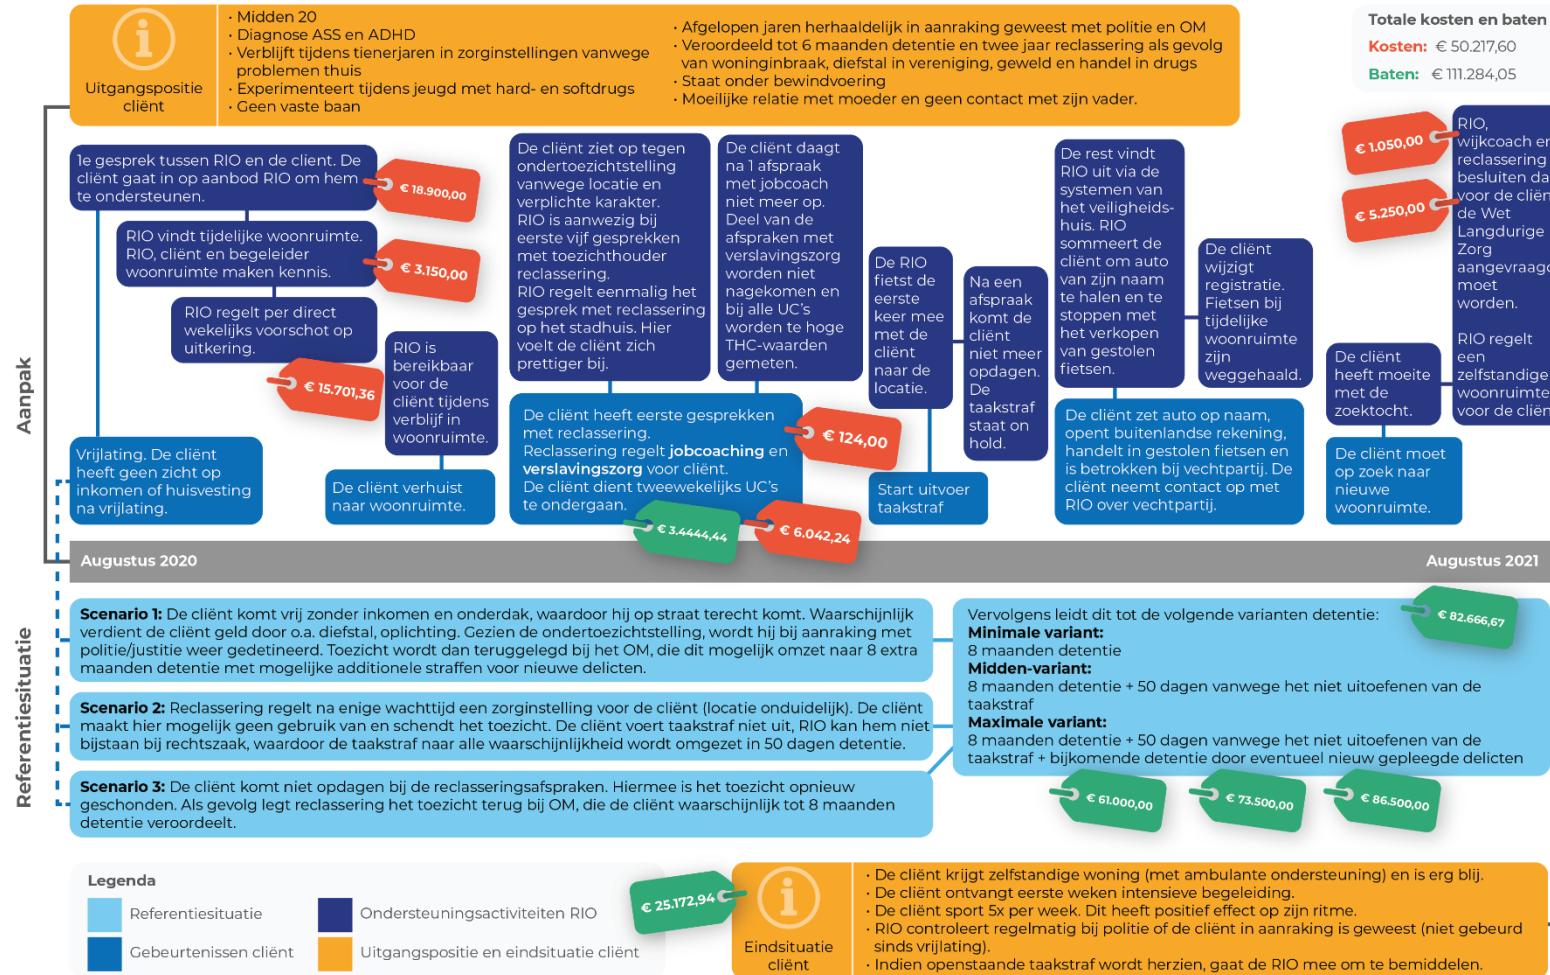 Uitgangspositie
cliënt
· Midden 20
· Diagnose ASS en ADHD
· Verblijft tijdens tienerjaren in zorginstellingen vanwege
problemen thuis
· Experimenteert tijdens jeugd met hard- en softdrugs
· Geen vaste baan
· Afgelopen jaren herhaaldelijk in aanraking geweest met politie en OM
· Veroordeeld tot 6 maanden detentie en twee jaar reclassering als gevolg
van woninginbraak, diefstal in vereniging, geweld en handel in drugs
· Staat onder bewindvoering
· Moeilijke relatie met moeder en geen contact met zijn vader.
Totale kosten en baten
Kosten: € 50.217,60
Baten: € 111.284,05
Aanpak
1e gesprek tussen RIO en de client. De
cliënt gaat in op aanbod RIO om hem
te ondersteunen.
€ 18.900,00
RIO vindt tijdelijke woonruimte.
RIO, cliënt en begeleider
woonruimte maken kennis.
€ 3.150,00
RIO regelt per direct
wekelijks voorschot op
uitkering.
€ 15.701,36
Vrijlating. De cliënt
heeft geen zicht op
inkomen of huisvesting
na vrijlating.
RIO is
bereikbaar
voor de
cliënt tijdens
verblijf in
woonruimte.
De cliënt verhuist
naar woonruimte.
De cliënt ziet op tegen
ondertoezichtstelling
vanwege locatie en
verplichte karakter.
RIO is aanwezig bij
eerste vijf gesprekken
met toezichthouder
reclassering.
RIO regelt eenmalig het
gesprek met reclassering
op het stadhuis. Hier
voelt de cliënt zich
prettiger bij.
De cliënt daagt
na 1 afspraak
met jobcoach
niet meer op.
Deel van de
afspraken met
verslavingszorg
worden niet
nagekomen en
bij alle UC's
worden te hoge
THC-waarden
gemeten.
De cliënt heeft eerste gesprekken
met reclassering.
Reclassering regelt jobcoaching en
verslavingszorg voor cliënt.
De cliënt dient tweewekelijks UC's
te ondergaan.
€ 124,00
€ 3.4444,44
€ 6.042,24
De RIO
fietst de
eerste
keer mee
met de
cliënt
naar de
locatie.
Start uitvoer
taakstraf
Na een
afspraak
komt de
cliënt
niet meer
opdagen.
De
taakstraf
staat on
hold.
De rest vindt
RIO uit via de
systemen van
het veiligheids-
huis. RIO
sommeert de
cliënt om auto
van zijn naam
te halen en te
stoppen met
het verkopen
van gestolen
fietsen.
De cliënt
wijzigt
registratie.
Fietsen bij
tijdelijke
woonruimte
zijn
weggehaald.
De cliënt zet auto op naam,
opent buitenlandse rekening,
handelt in gestolen fietsen en
is betrokken bij vechtpartij. De
cliënt neemt contact op met
RIO over vechtpartij.
De cliënt
heeft moeite
met de
zoektocht.
De cliënt moet
op zoek naar
nieuwe
woonruimte.
€ 1.050,00
€ 5.250,00
RIO,
wijkcoach en
reclassering
besluiten da
voor de cliën
de Wet
Langdurige
Zorg
aangevraagd
moet
worden.
RIO regelt
een
zelfstandige
woonruimte
voor de cliën
Augustus 2020
Augustus 2021
Referentiesituatie
Scenario 1: De cliënt komt vrij zonder inkomen en onderdak, waardoor hij op straat terecht komt. Waarschijnlijk
verdient de cliënt geld door o.a. diefstal, oplichting. Gezien de ondertoezichtstelling, wordt hij bij aanraking met
politie/justitie weer gedetineerd. Toezicht wordt dan teruggelegd bij het OM, die dit mogelijk omzet naar 8 extra
maanden detentie met mogelijke additionele straffen voor nieuwe delicten.
Scenario 2: Reclassering regelt na enige wachttijd een zorginstelling voor de cliënt (locatie onduidelijk). De cliënt
maakt hier mogelijk geen gebruik van en schendt het toezicht. De cliënt voert taakstraf niet uit, RIO kan hem niet
bijstaan bij rechtszaak, waardoor de taakstraf naar alle waarschijnlijkheid wordt omgezet in 50 dagen detentie.
Scenario 3: De cliënt komt niet opdagen bij de reclasseringsafspraken. Hiermee is het toezicht opnieuw
geschonden. Als gevolg legt reclassering het toezicht terug bij OM, die de cliënt waarschijnlijk tot 8 maanden
detentie veroordeelt.
Vervolgens leidt dit tot de volgende varianten detentie:
Minimale variant:
8 maanden detentie
Midden-variant:
8 maanden detentie + 50 dagen vanwege het niet uitoefenen van de
taakstraf
Maximale variant:
8 maanden detentie + 50 dagen vanwege het niet uitoefenen van de
taakstraf + bijkomende detentie door eventueel nieuw gepleegde delicten
€ 82.666,67
€ 61.000,00
€ 73.500,00
€ 86.500,00
Legenda
Referentiesituatie
Gebeurtenissen cliënt
Ondersteuningsactiviteiten RIO
Uitgangspositie en eindsituatie cliënt
€ 25.172,94
Eindsituatie
cliënt
· De cliënt krijgt zelfstandige woning (met ambulante ondersteuning) en is erg blij.
· De cliënt ontvangt eerste weken intensieve begeleiding.
· De cliënt sport 5x per week. Dit heeft positief effect op zijn ritme.
· RIO controleert regelmatig bij politie of de cliënt in aanraking is geweest (niet gebeurd
sinds vrijlating).
· Indien openstaande taakstraf wordt herzien, gaat de RIO mee om te bemiddelen.